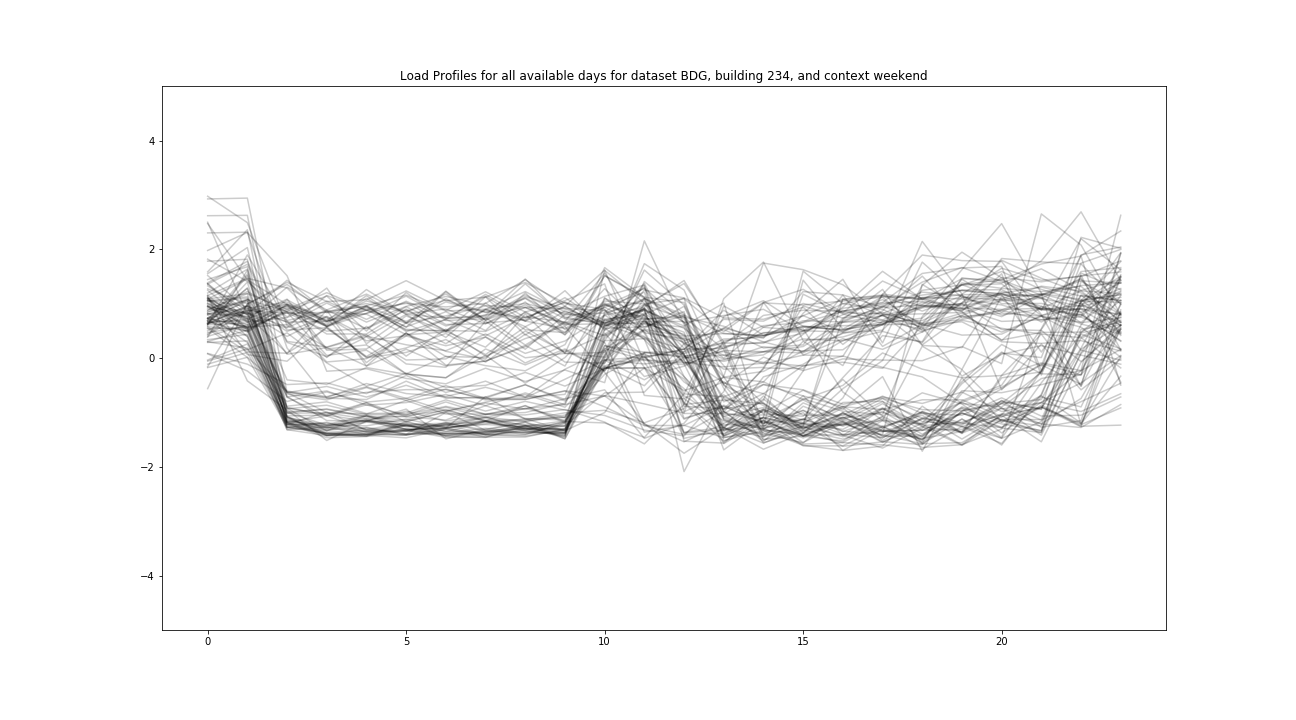 Load Profiles for all available days for dataset BDG, building 234, and context weekend
4
2
0
−2
−4
0 5 10 15 20